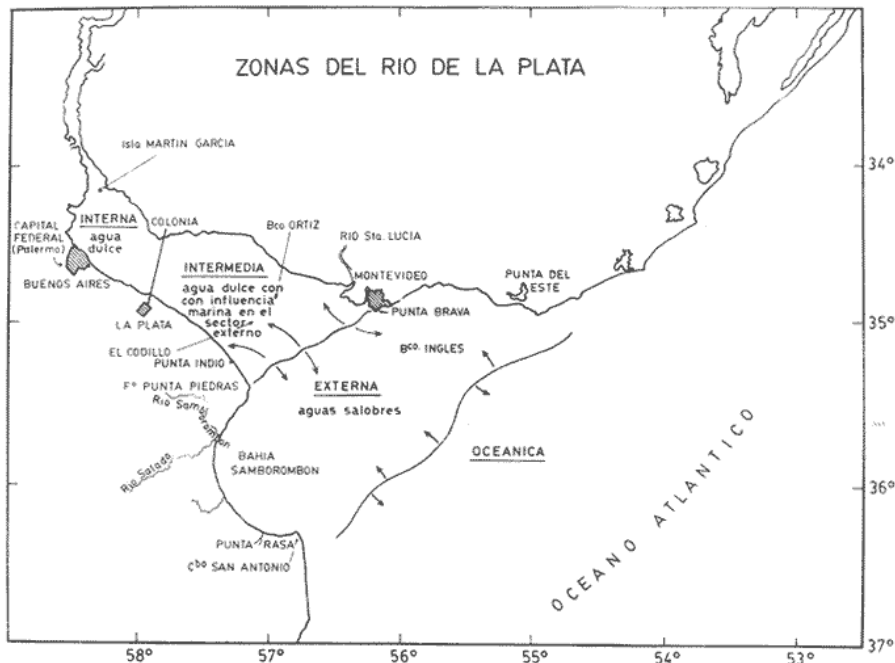 ZONAS DEL RIO DE LA PLATA
Isla MARTIN GARCIA
34°
INTERNA
agua
dulce
COLONIA
Bco ORTIZ
RIO Sta. LUCIA
CAPITAL
FEDERAL
(Palermo)
BUENOS AIRES
INTERMEDIA
agua dulce con
con influencia
marina en el
sector
externo
MONTEVIDEO
PUNTA DEL
ESTE
PUNTA BRAVA
LA PLATA
35°
EL CODILLO
PUNTA INDIO
Bco. INGLES
Fº PUNTA PIEDRAS
EXTERNA
aguas salobres
Rio Samborombon
OCEANICA
BAHIA
SAMBOROMBON
Rio Salado
36°
OCEANO ATLANTICO
PUNTA RASA
Cbo SAN ANTONIO
37°
58°
57°
56°
55°
54°
53°